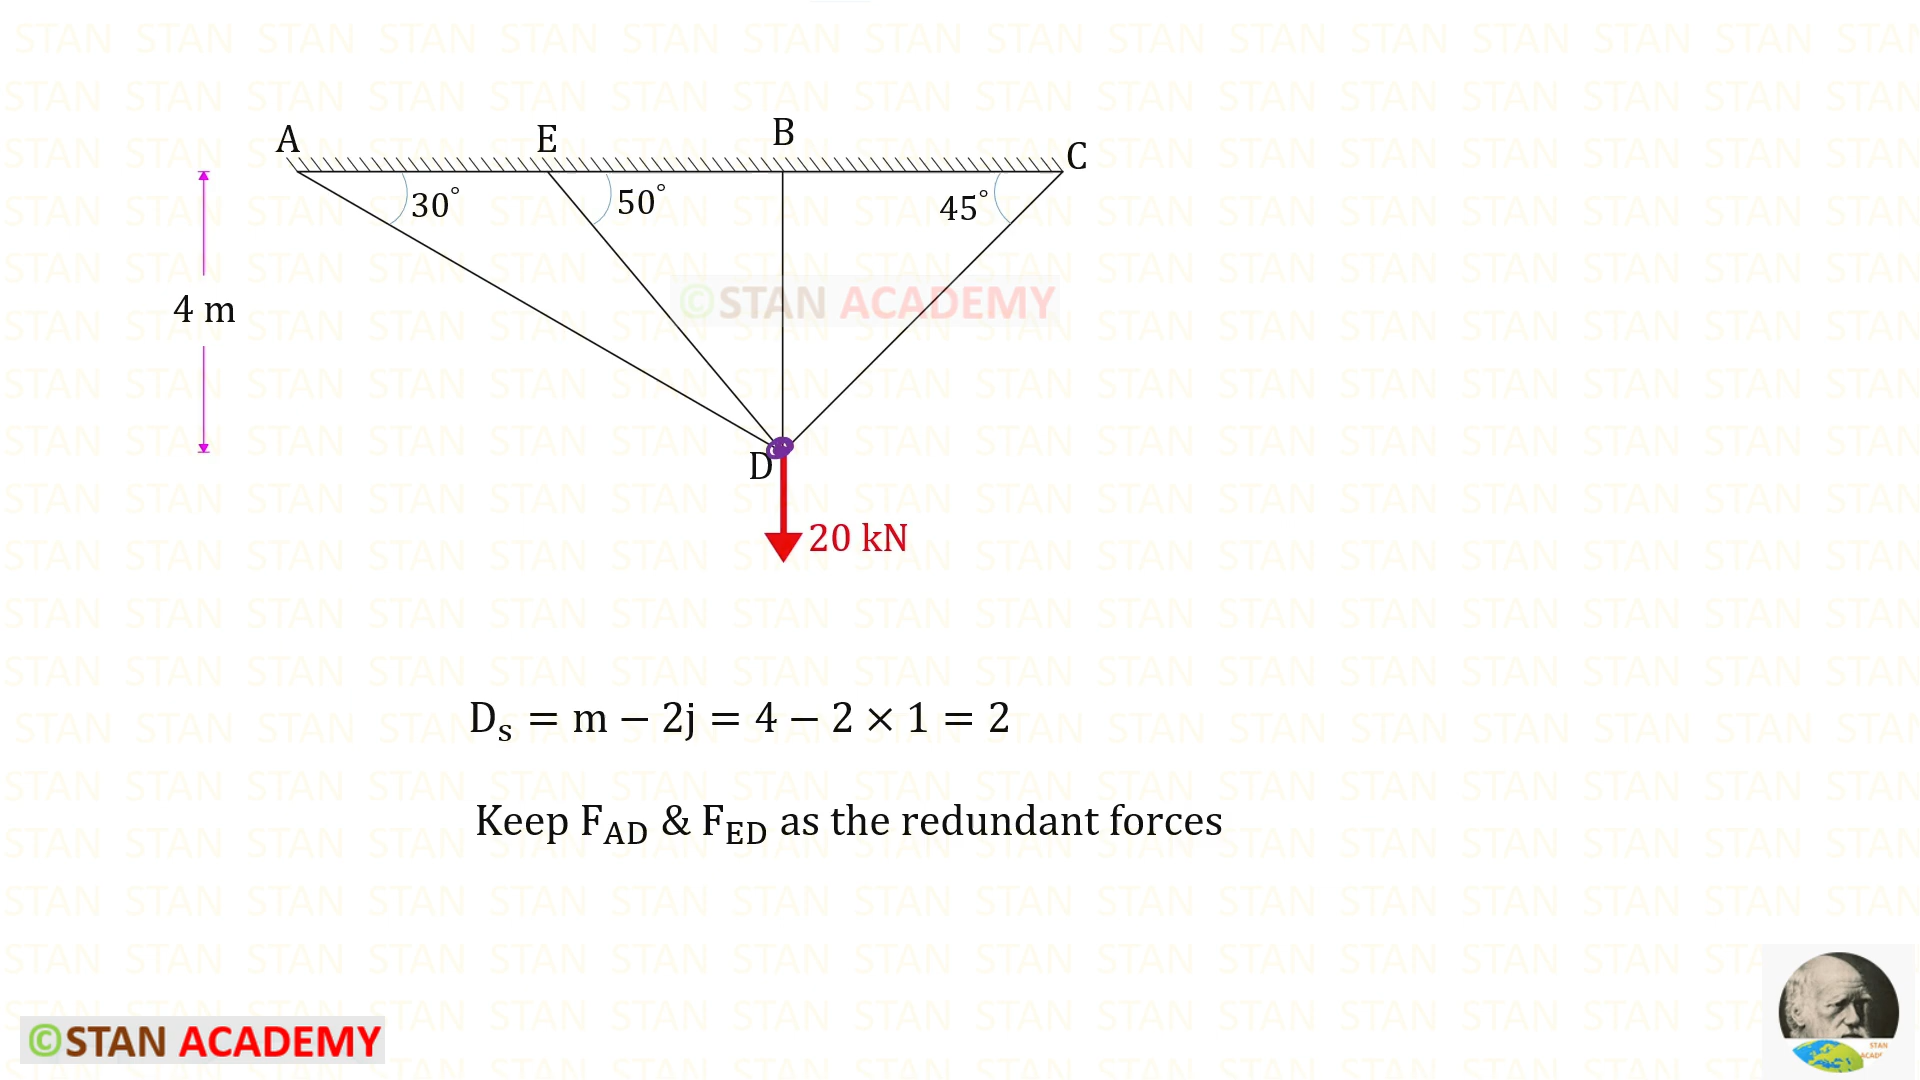 A E B C
30° 50° 45°
4 m
©STAN ACADEMY
D
20 kN
Dₛ = m − 2j = 4 − 2 × 1 = 2
Keep F_AD & F_ED as the redundant forces
©STAN ACADEMY
STAN